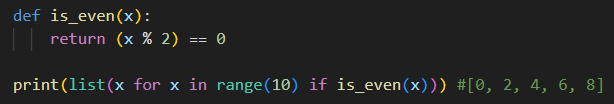 def is_even(x):
    return (x % 2) == 0

print(list(x for x in range(10) if is_even(x))) #[0, 2, 4, 6, 8]